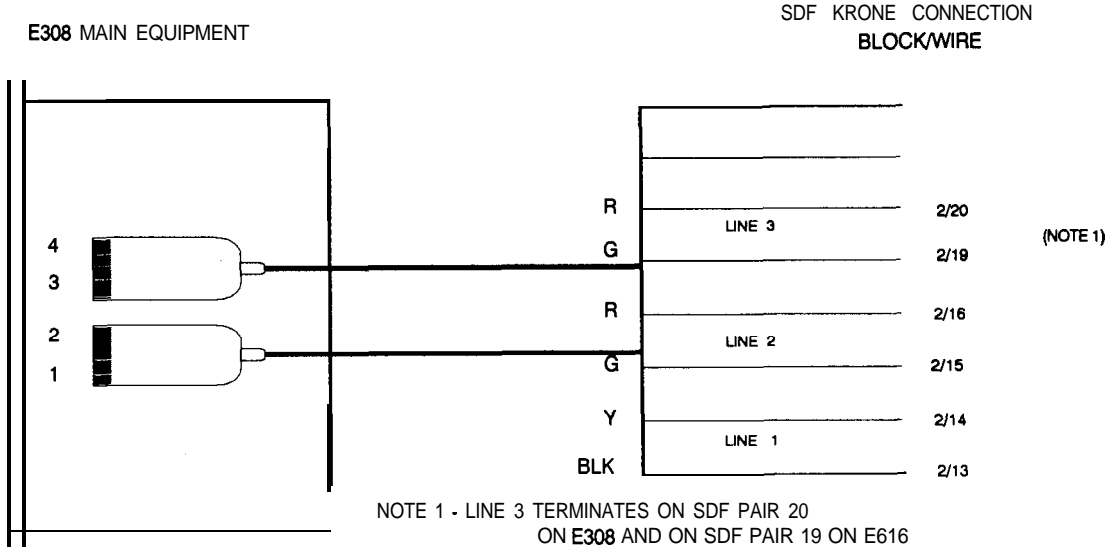 SDF KRONE CONNECTION
BLOCK/WIRE
E308 MAIN EQUIPMENT
R
LINE 3
2/20
(NOTE 1)
4
G
2/19
3
R
2/16
2
LINE 2
1
G
2/15
Y
2/14
LINE 1
BLK
2/13
NOTE 1 - LINE 3 TERMINATES ON SDF PAIR 20
ON E308 AND ON SDF PAIR 19 ON E616